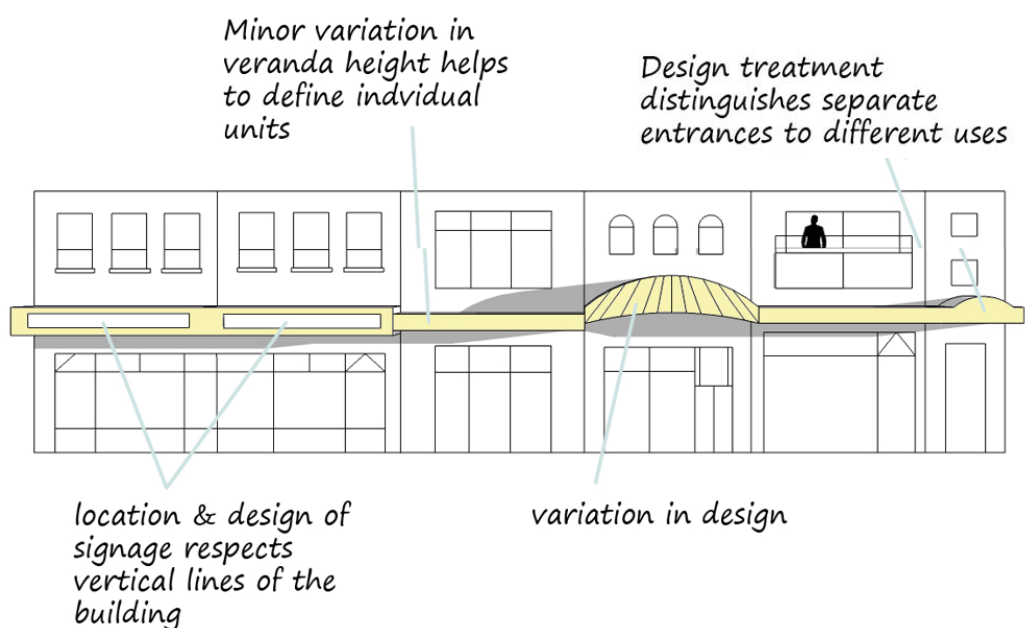 Minor variation in
veranda height helps
to define indvidual
units
Design treatment
distinguishes separate
entrances to different uses
location & design of
signage respects
vertical lines of the
building
variation in design